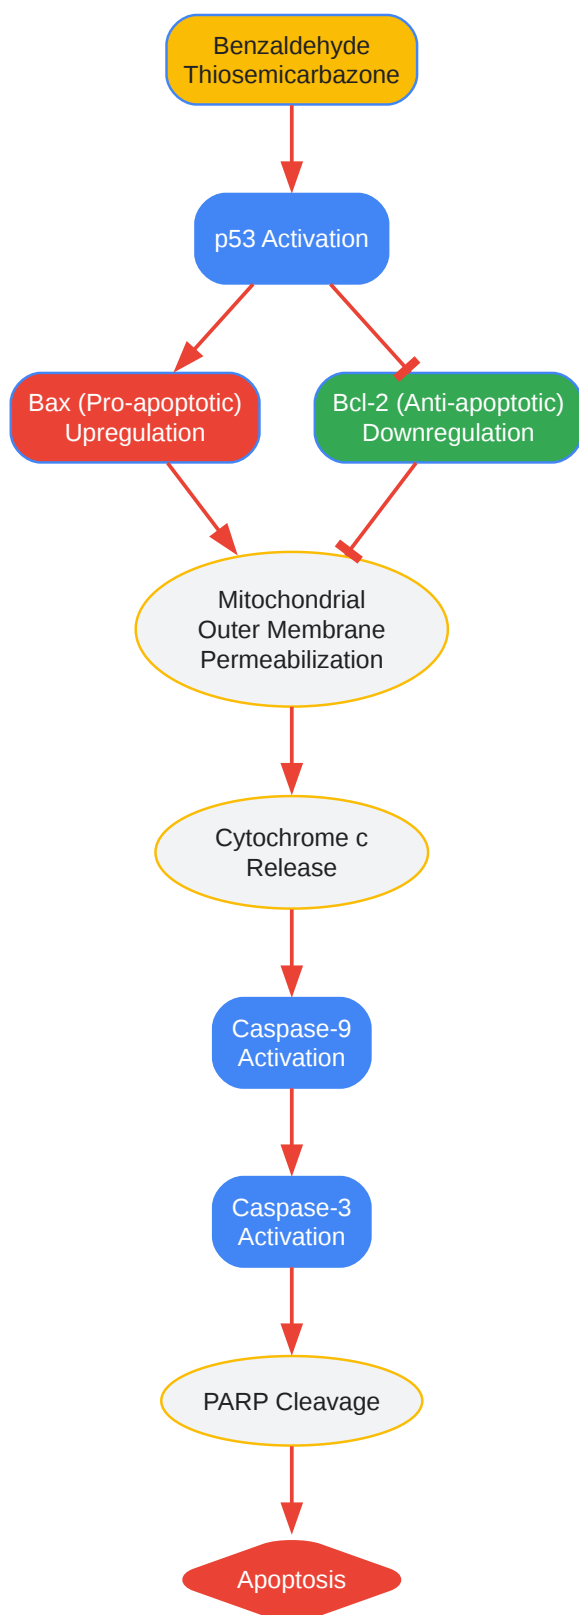 Benzaldehyde
Thiosemicarbazone
p53 Activation
Bax (Pro-apoptotic)
Upregulation
Bcl-2 (Anti-apoptotic)
Downregulation
Mitochondrial
Outer Membrane
Permeabilization
Cytochrome c
Release
Caspase-9
Activation
Caspase-3
Activation
PARP Cleavage
Apoptosis